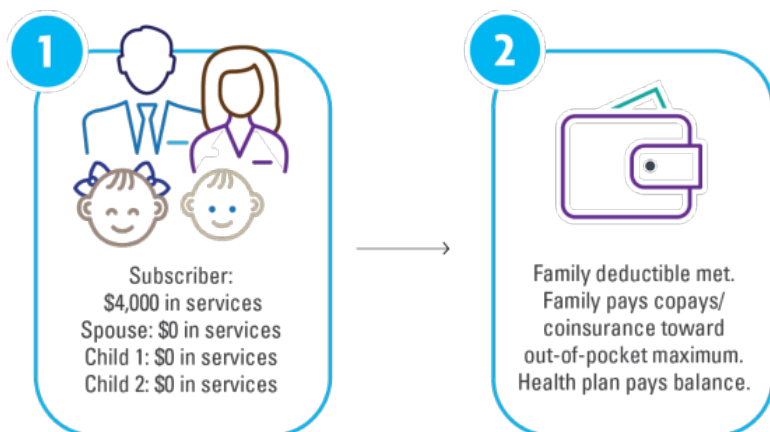 1
Subscriber:
$4,000 in services
Spouse: $0 in services
Child 1: $0 in services
Child 2: $0 in services
2
Family deductible met.
Family pays copays/
coinsurance toward
out-of-pocket maximum.
Health plan pays balance.